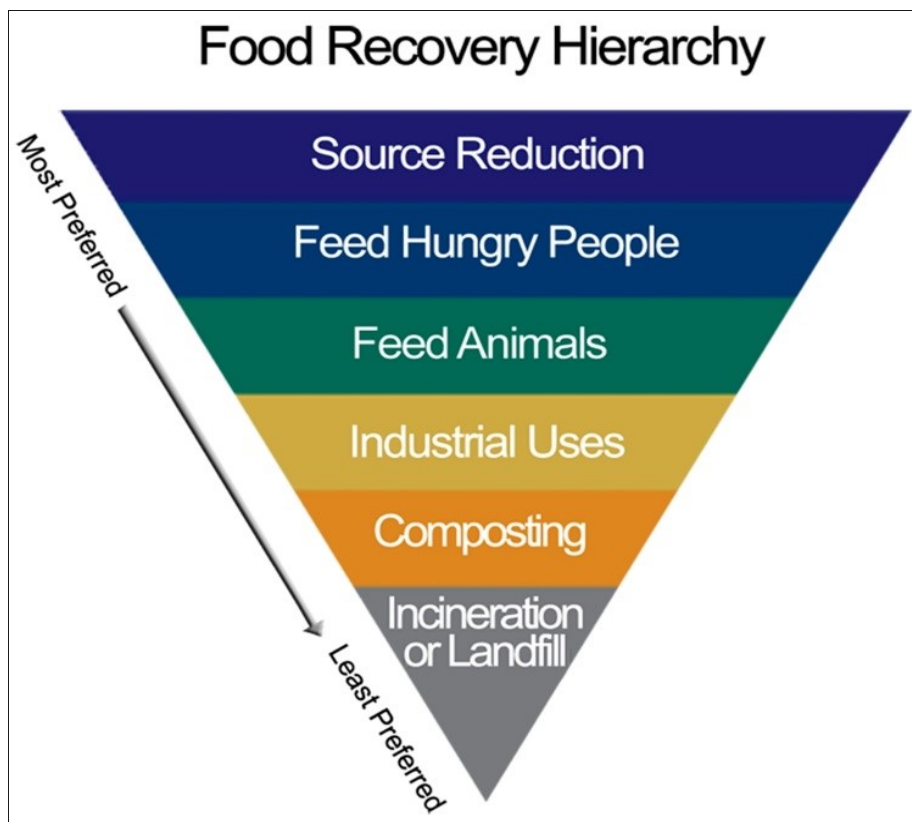 Food Recovery Hierarchy
Most Preferred
Source Reduction
Feed Hungry People
Feed Animals
Industrial Uses
Composting
Incineration
or Landfill
Least Preferred